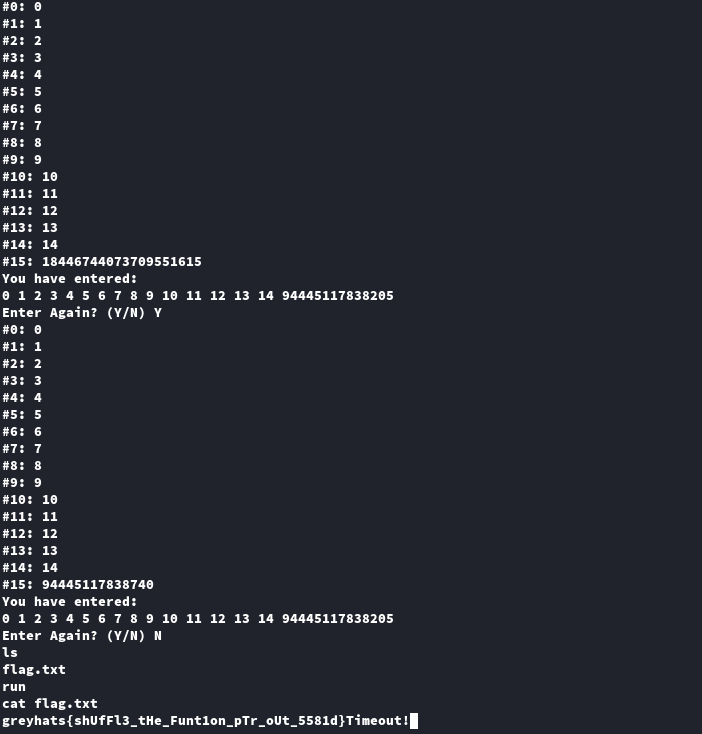 #0: 0
#1: 1
#2: 2
#3: 3
#4: 4
#5: 5
#6: 6
#7: 7
#8: 8
#9: 9
#10: 10
#11: 11
#12: 12
#13: 13
#14: 14
#15: 18446744073709551615
You have entered:
0 1 2 3 4 5 6 7 8 9 10 11 12 13 14 94445117838205
Enter Again? (Y/N) Y
#0: 0
#1: 1
#2: 2
#3: 3
#4: 4
#5: 5
#6: 6
#7: 7
#8: 8
#9: 9
#10: 10
#11: 11
#12: 12
#13: 13
#14: 14
#15: 94445117838740
You have entered:
0 1 2 3 4 5 6 7 8 9 10 11 12 13 14 94445117838205
Enter Again? (Y/N) N
ls
flag.txt
run
cat flag.txt
greyhats{shUfFl3_tHe_Funt1on_pTr_oUt_5581d}Timeout!